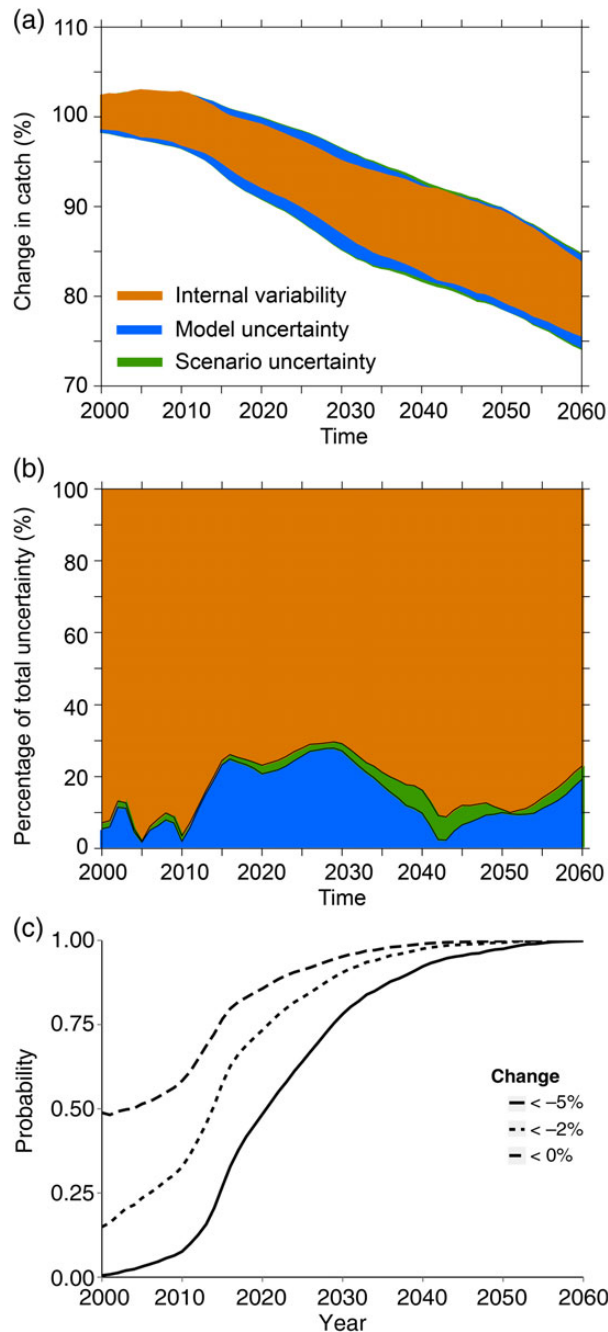 (a)
110
100
90
80
70
Change in catch (%)
Internal variability
Model uncertainty
Scenario uncertainty
2000 2010 2020 2030 2040 2050 2060
Time
(b)
100
80
60
40
20
0
Percentage of total uncertainty (%)
2000 2010 2020 2030 2040 2050 2060
Time
(c)
1.00
0.75
0.50
0.25
0.00
Probability
Change
< –5%
< –2%
< 0%
2000 2010 2020 2030 2040 2050 2060
Year